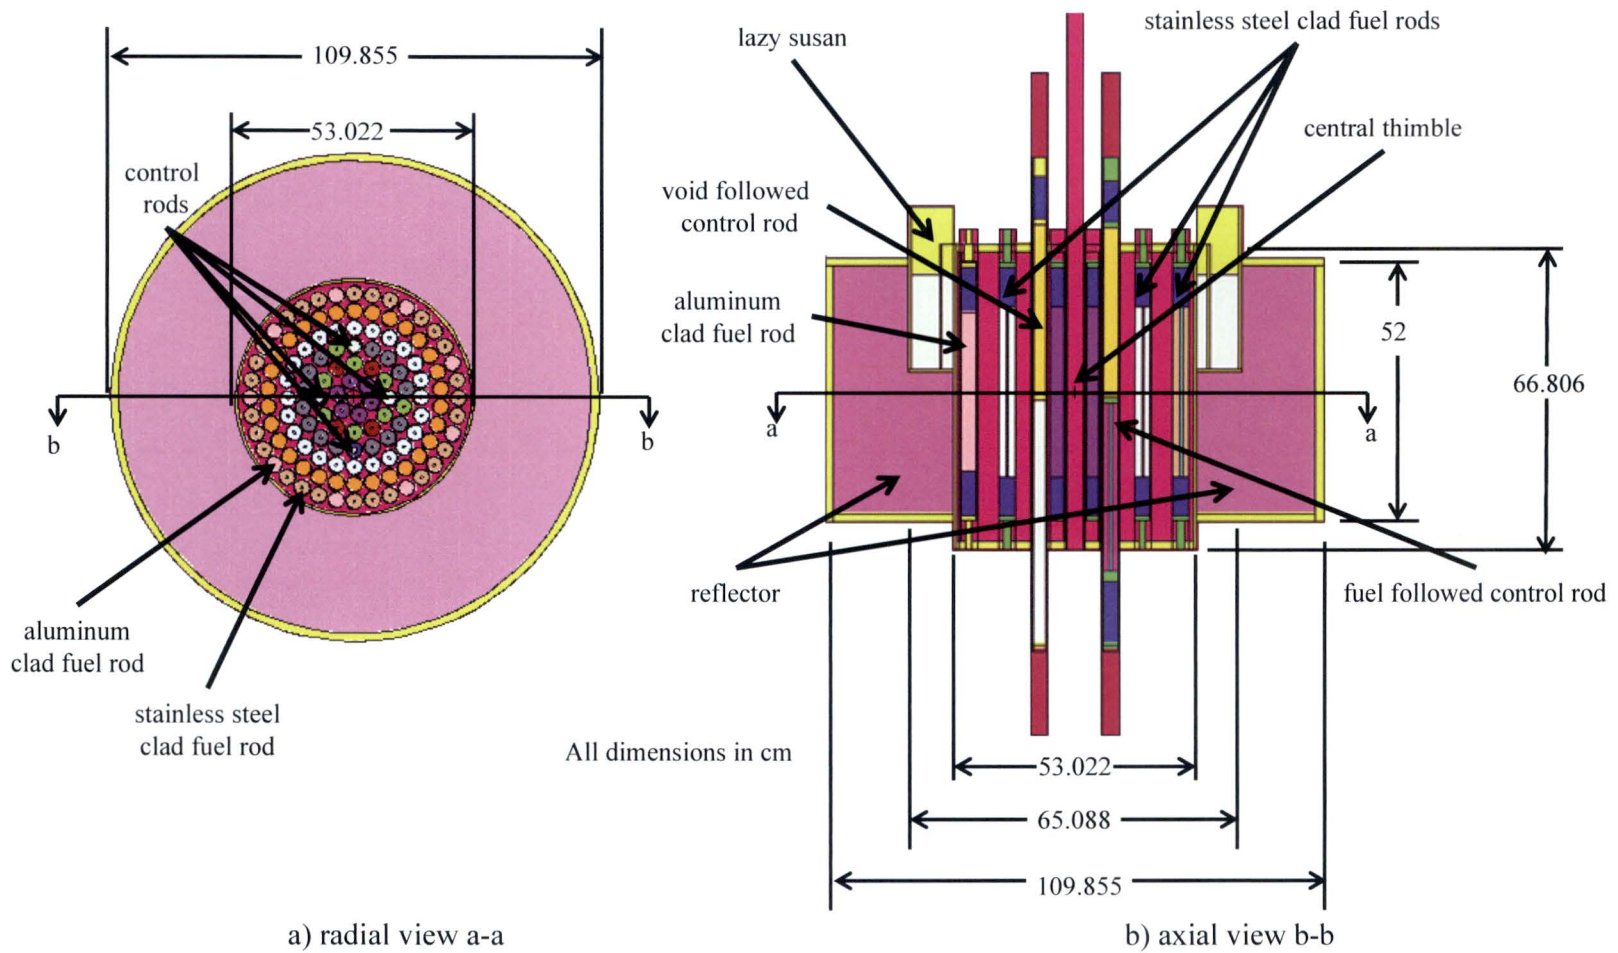 109.855
53.022
control
rods
b
b
aluminum
clad fuel rod
stainless steel
clad fuel rod
a) radial view a-a
stainless steel clad fuel rods
lazy susan
central thimble
void followed
control rod
aluminum
clad fuel rod
52
66.806
a
a
reflector
fuel followed control rod
All dimensions in cm
53.022
65.088
109.855
b) axial view b-b